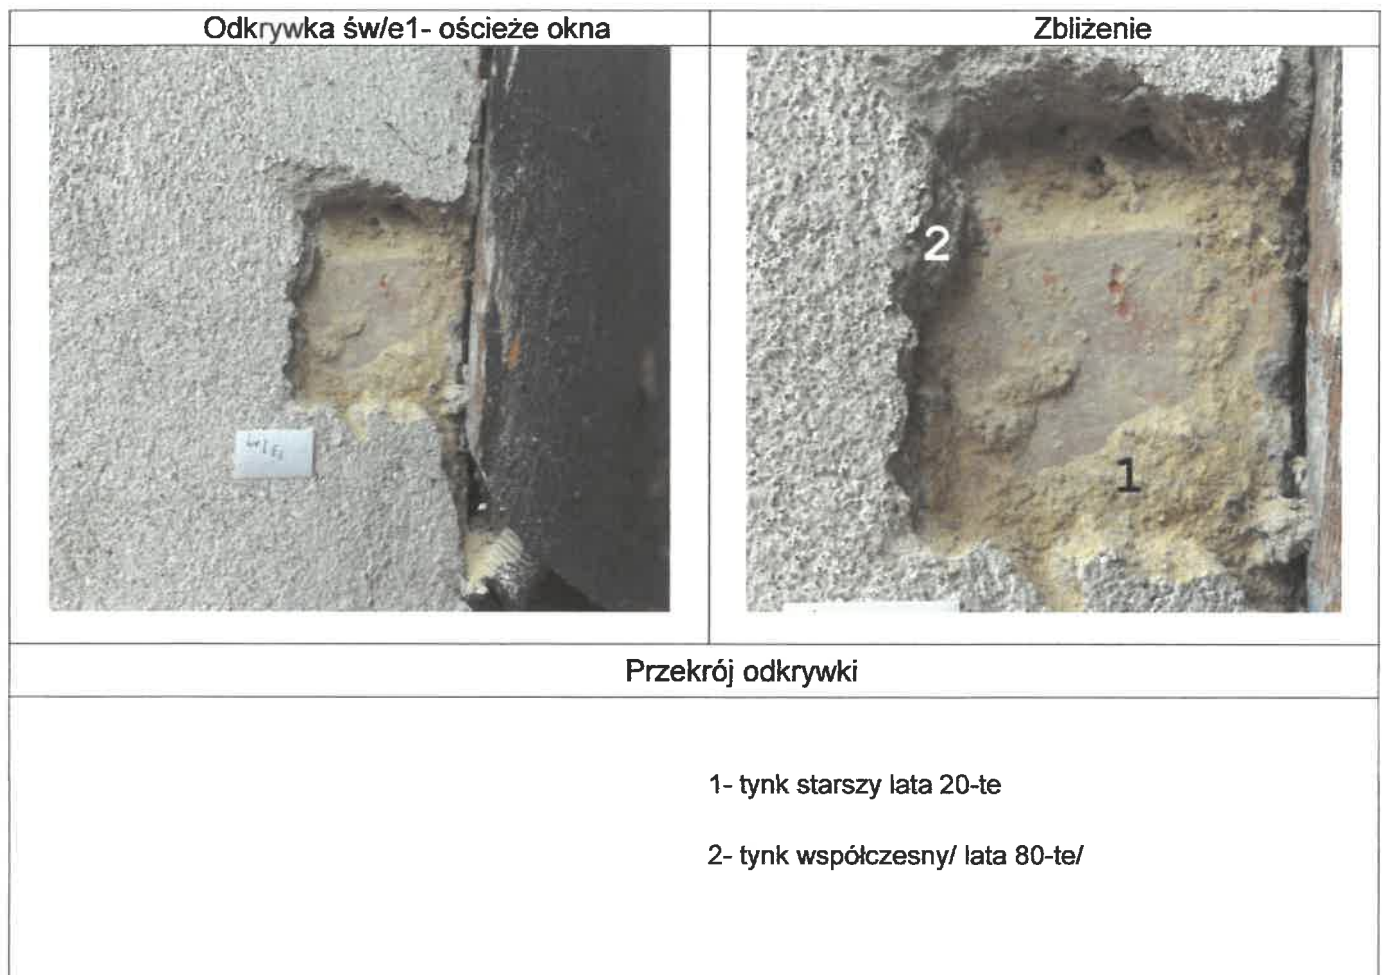 Odkrywka św/e1- ościeże okna
Zbliżenie
2
1
Przekrój odkrywki
1- tynk starszy lata 20-te
2- tynk współczesny/ lata 80-te/